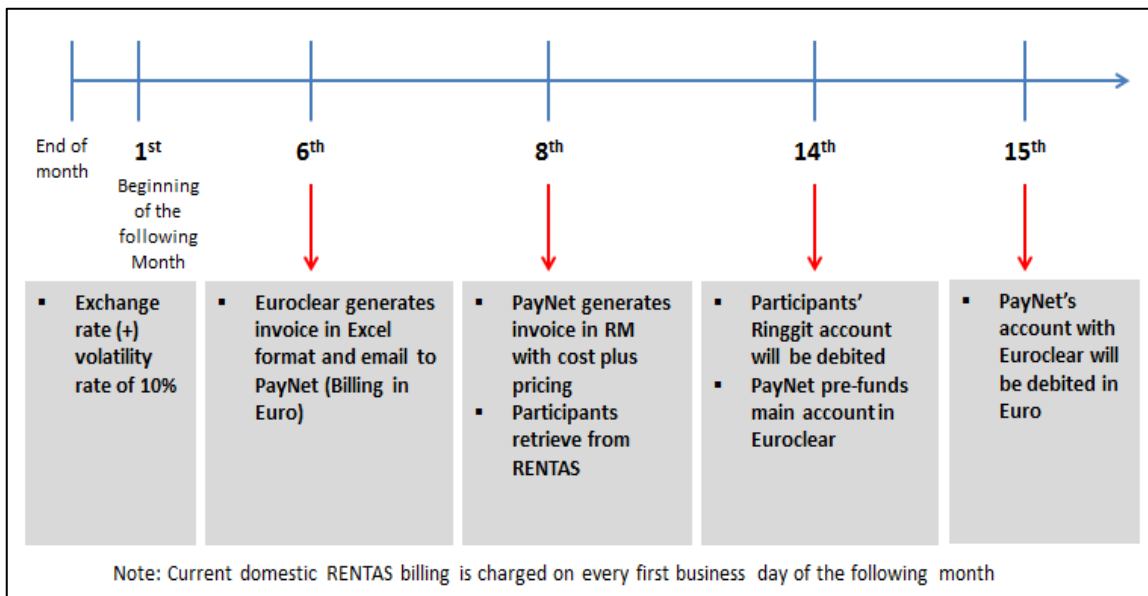 End of
month
1st
Beginning
of the
following
Month
6th
8th
14th
15th
▪ Exchange
rate (+)
volatility
rate of 10%
▪ Euroclear generates
invoice in Excel
format and email to
PayNet (Billing in
Euro)
▪ PayNet generates
invoice in RM
with cost plus
pricing
▪ Participants
retrieve from
RENTAS
▪ Participants’
Ringgit account
will be debited
▪ PayNet pre-funds
main account in
Euroclear
▪ PayNet’s
account with
Euroclear will
be debited in
Euro
Note: Current domestic RENTAS billing is charged on every first business day of the following month